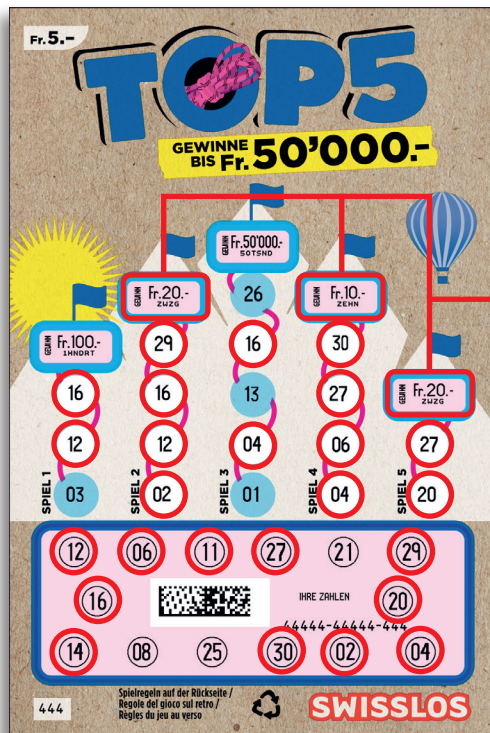 Fr. 5.-
TOP5
GEWINNE
BIS Fr. 50'000.-
GEWINN Fr. 50'000.-
50TSND
GEWINN Fr. 20.-
ZWZG
GEWINN Fr. 10.-
ZEHN
GEWINN Fr. 100.-
1HNDRT
GEWINN Fr. 20.-
ZWZG
SPIEL 1
16
12
03
SPIEL 2
29
16
12
02
SPIEL 3
26
16
13
04
01
SPIEL 4
30
27
06
04
SPIEL 5
27
20
12 06 11 27 21 29
16 IHRE ZAHLEN 20
44444-44444-444
14 08 25 30 02 04
444
Spielregeln auf der Rückseite /
Regole del gioco sul retro /
Règles du jeu au verso
SWISSLOS